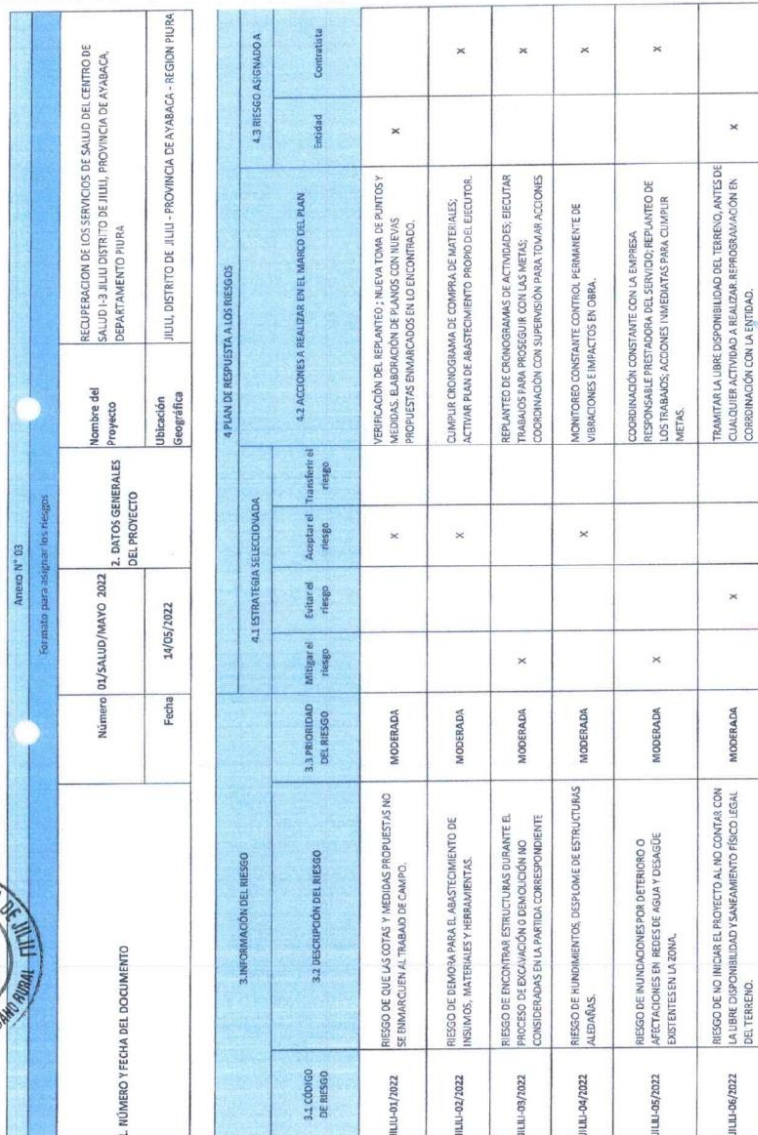 Anexo N° 03
Formato para asignar los riesgos
. NÚMERO Y FECHA DEL DOCUMENTO
Número
01/SALUD/MAYO 2022
Fecha
14/05/2022
2. DATOS GENERALES
DEL PROYECTO
Nombre del
Proyecto
RECUPERACION DE LOS SERVICIOS DE SALUD DEL CENTRO DE
SALUD I-3 JILILI DISTRITO DE JILILI, PROVINCIA DE AYABACA,
DEPARTAMENTO PIURA
Ubicación
Geográfica
JILILI, DISTRITO DE JILILI - PROVINCIA DE AYABACA - REGION PIURA
3.INFORMACIÓN DEL RIESGO
4 PLAN DE RESPUESTA A LOS RIESGOS
3.1 CÓDIGO
DE RIESGO
3.2 DESCRIPCIÓN DEL RIESGO
3.3 PRIORIDAD
DEL RIESGO
4.1 ESTRATEGIA SELECCIONADA
Mitigar el
riesgo
Evitar el
riesgo
Aceptar el
riesgo
Transferir el
riesgo
4.2 ACCIONES A REALIZAR EN EL MARCO DEL PLAN
4.3 RIESGO ASIGNADO A
Entidad
Contratista
JILILI-01/2022
RIESGO DE QUE LAS COTAS Y MEDIDAS PROPUESTAS NO
SE ENMARCUEN AL TRABAJO DE CAMPO.
MODERADA
X
VERIFICACIÓN DEL REPLANTEO ; NUEVA TOMA DE PUNTOS Y
MEDIDAS. ELABORACIÓN DE PLANOS CON NUEVAS
PROPUESTAS ENMARCADOS EN LO ENCONTRADO.
X
JILILI-02/2022
RIESGO DE DEMORA PARA EL ABASTECIMIENTO DE
INSUMOS, MATERIALES Y HERRAMIENTAS.
MODERADA
X
CUMPLIR CRONOGRAMA DE COMPRA DE MATERIALES;
ACTIVAR PLAN DE ABASTECIMIENTO PROPIO DEL EJECUTOR.
X
JILILI-03/2022
RIESGO DE ENCONTRAR ESTRUCTURAS DURANTE EL
PROCESO DE EXCAVACIÓN O DEMOLICIÓN NO
CONSIDERADAS EN LA PARTIDA CORRESPONDIENTE
MODERADA
X
REPLANTEO DE CRONOGRAMAS DE ACTIVIDADES; EJECUTAR
TRABAJOS PARA PROSEGUIR CON LAS METAS;
COORDINACIÓN CON SUPERVISIÓN PARA TOMAR ACCIONES
X
JILILI-04/2022
RIESGO DE HUNDIMIENTOS, DESPLOME DE ESTRUCTURAS
ALEDAÑAS.
MODERADA
X
MONITOREO CONSTANTE CONTROL PERMANENTE DE
VIBRACIONES E IMPACTOS EN OBRA.
X
JILILI-05/2022
RIESGO DE INUNDACIONES POR DETERIORO O
AFECTACIONES EN REDES DE AGUA Y DESAGÜE
EXISTENTES EN LA ZONA.
MODERADA
X
COORDINACIÓN CONSTANTE CON LA EMPRESA
RESPONSABLE PRESTADORA DEL SERVIDO; REPLANTEO DE
LOS TRABAJOS; ACCIONES INMEDIATAS PARA CUMPLIR
METAS.
X
JILILI-06/2022
RIESGO DE NO INICIAR EL PROYECTO AL NO CONTAR CON
LA LIBRE DISPONIBILIDAD Y SANEAMIENTO FÍSICO LEGAL
DEL TERRENO.
MODERADA
X
TRAMITAR LA LIBRE DISPONIBILIDAD DEL TERRENO, ANTES DE
CUALQUIER ACTIVIDAD A REALIZAR. REPROGRAMACIÓN EN
CORRDINACIÓN CON LA ENTIDAD.
X